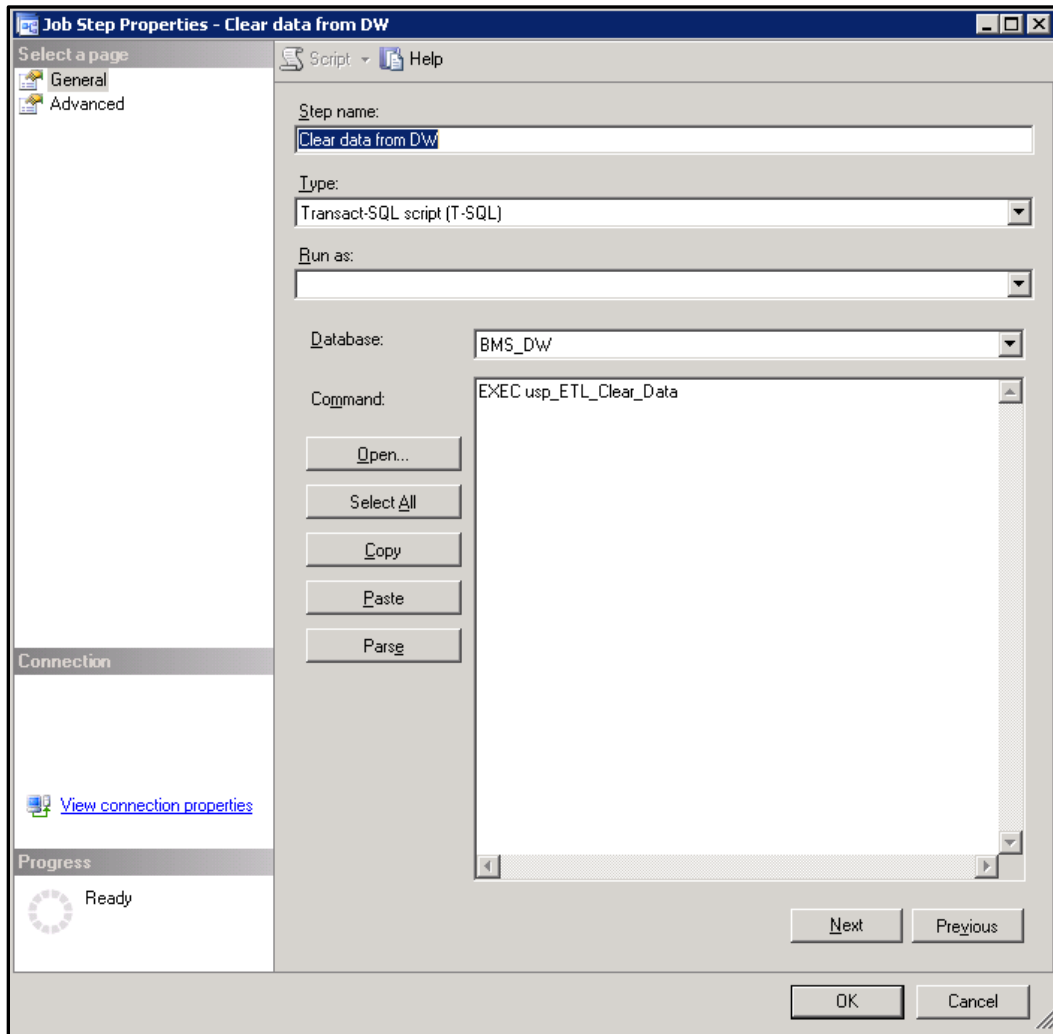 Job Step Properties - Clear data from DW
Select a page
General
Advanced
Script
Help
Step name:
Clear data from DW
Type:
Transact-SQL script (T-SQL)
Run as:
Database:
BMS_DW
Command:
EXEC usp_ETL_Clear_Data
Open...
Select All
Copy
Paste
Parse
Connection
View connection properties
Progress
Ready
Next
Previous
OK
Cancel